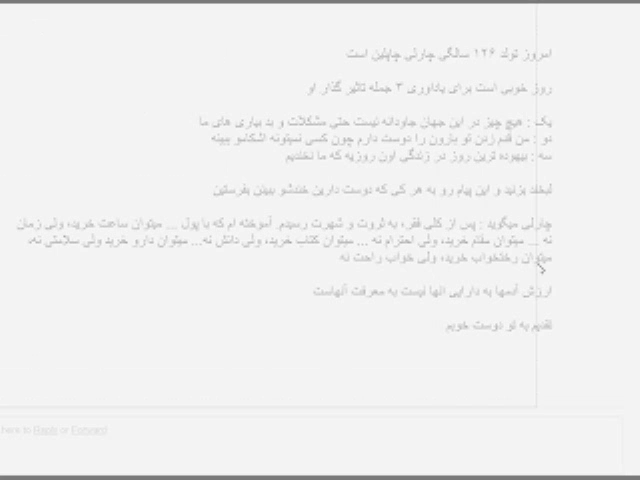 امروز تولد ۱۲۶ سالگی چارلی چاپلین است
روز خوبی است برای یاداوری ۳ جمله تاثیر گذار او
یک : هیچ چیز در این جهان جاودانه نیست حتی مشکلات و بد بیاری های ما
دو : من قدم زدن تو بارون را دوست دارم چون کسی نمیتونه اشکامو ببینه
سه : بیهوده ترین روز در زندگی اون روزیه که ما نخندیم
لبخند بزنید و این پیام رو به هر کی که دوست دارین خندشو ببینن بفرستین
چارلی میگوید : پس از کلی فقر، به ثروت و شهرت رسیدم. آموخته ام که با پول ... میتوان ساعت خرید، ولی زمان
نه ... میتوان مقام خرید، ولی احترام نه ... میتوان کتاب خرید، ولی دانش نه... میتوان دارو خرید ولی سلامتی نه،
میتوان رختخواب خرید، ولی خواب راحت نه
ارزش آدمها به دارایی انها نیست به معرفت آنهاست
تقدیم به تو دوست خوبم
here to Reply or Forward